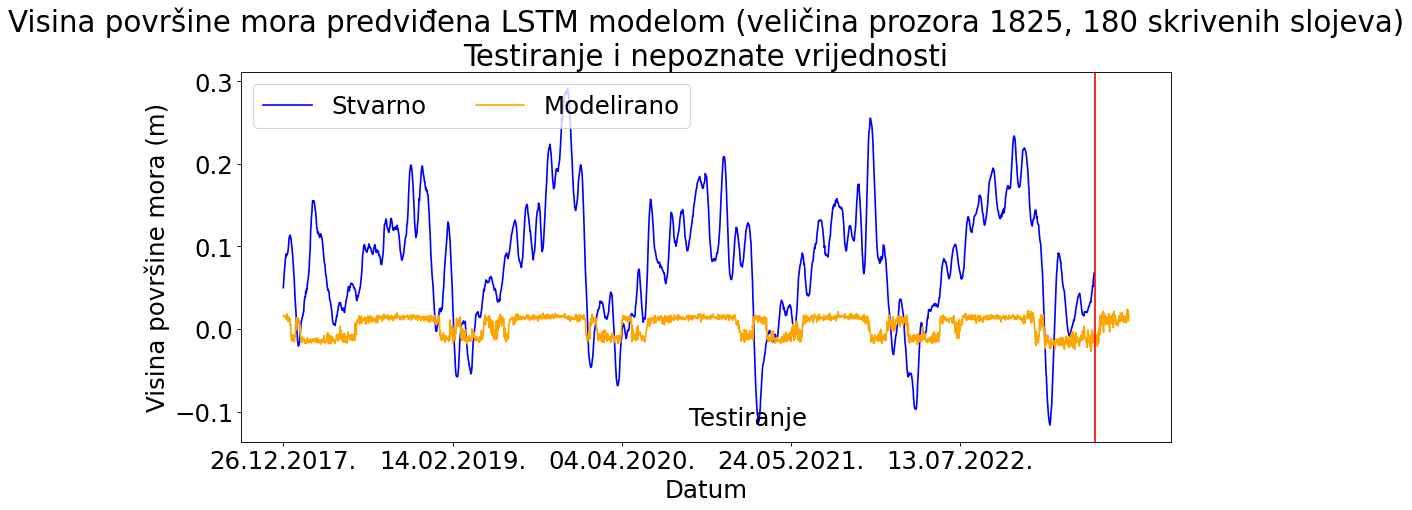 Visina površine mora predviđena LSTM modelom (veličina prozora 1825, 180 skrivenih slojeva)
Testiranje i nepoznate vrijednosti
Stvarno Modelirano
Visina površine mora (m)
0.3
0.2
0.1
0.0
−0.1
Testiranje
26.12.2017. 14.02.2019. 04.04.2020. 24.05.2021. 13.07.2022.
Datum